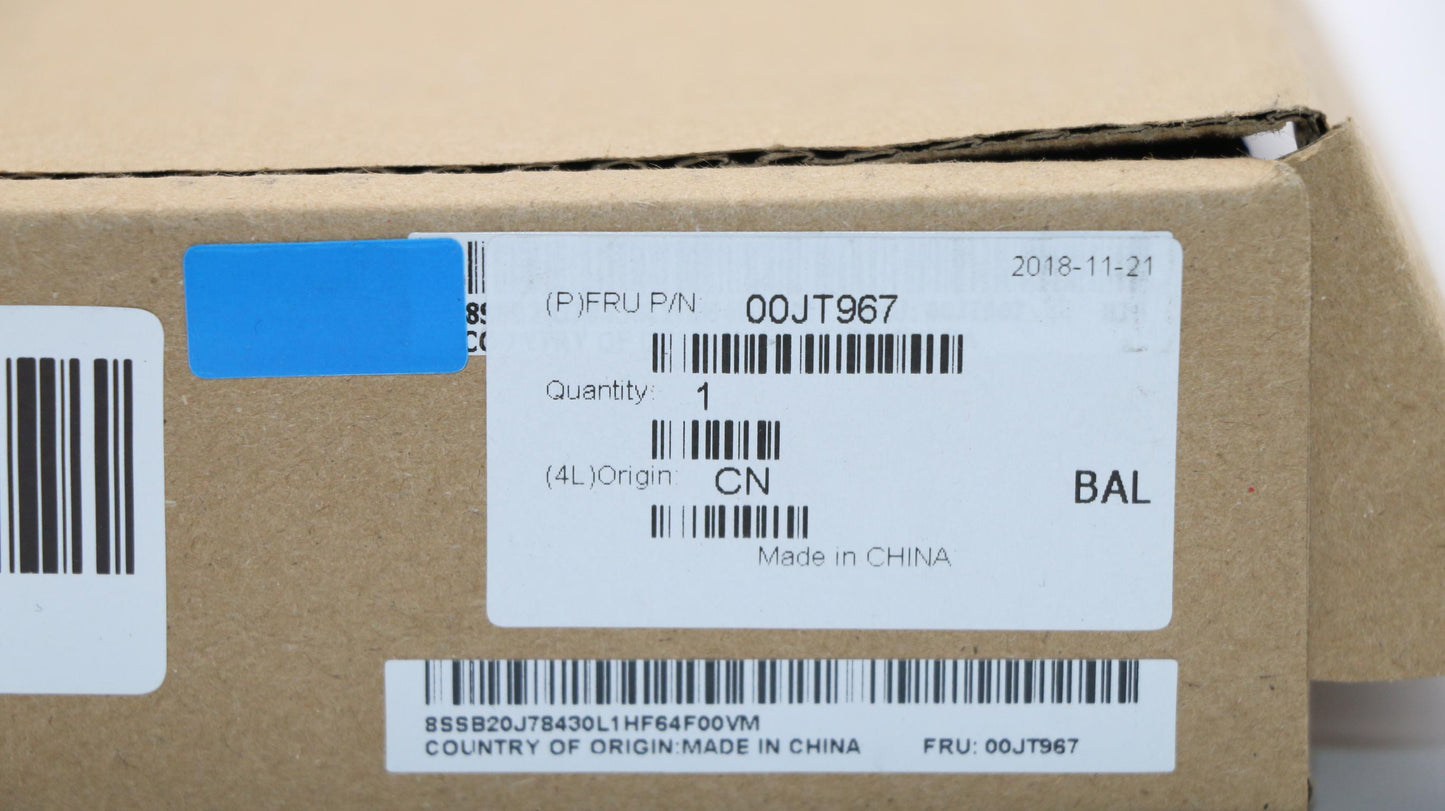 2018-11-21
(P)FRU P/N: 00JT967
Quantity: 1
(4L)Origin: CN
BAL
Made in CHINA
8SSB20J78430L1HF64F00VM
COUNTRY OF ORIGIN:MADE IN CHINA FRU: 00JT967